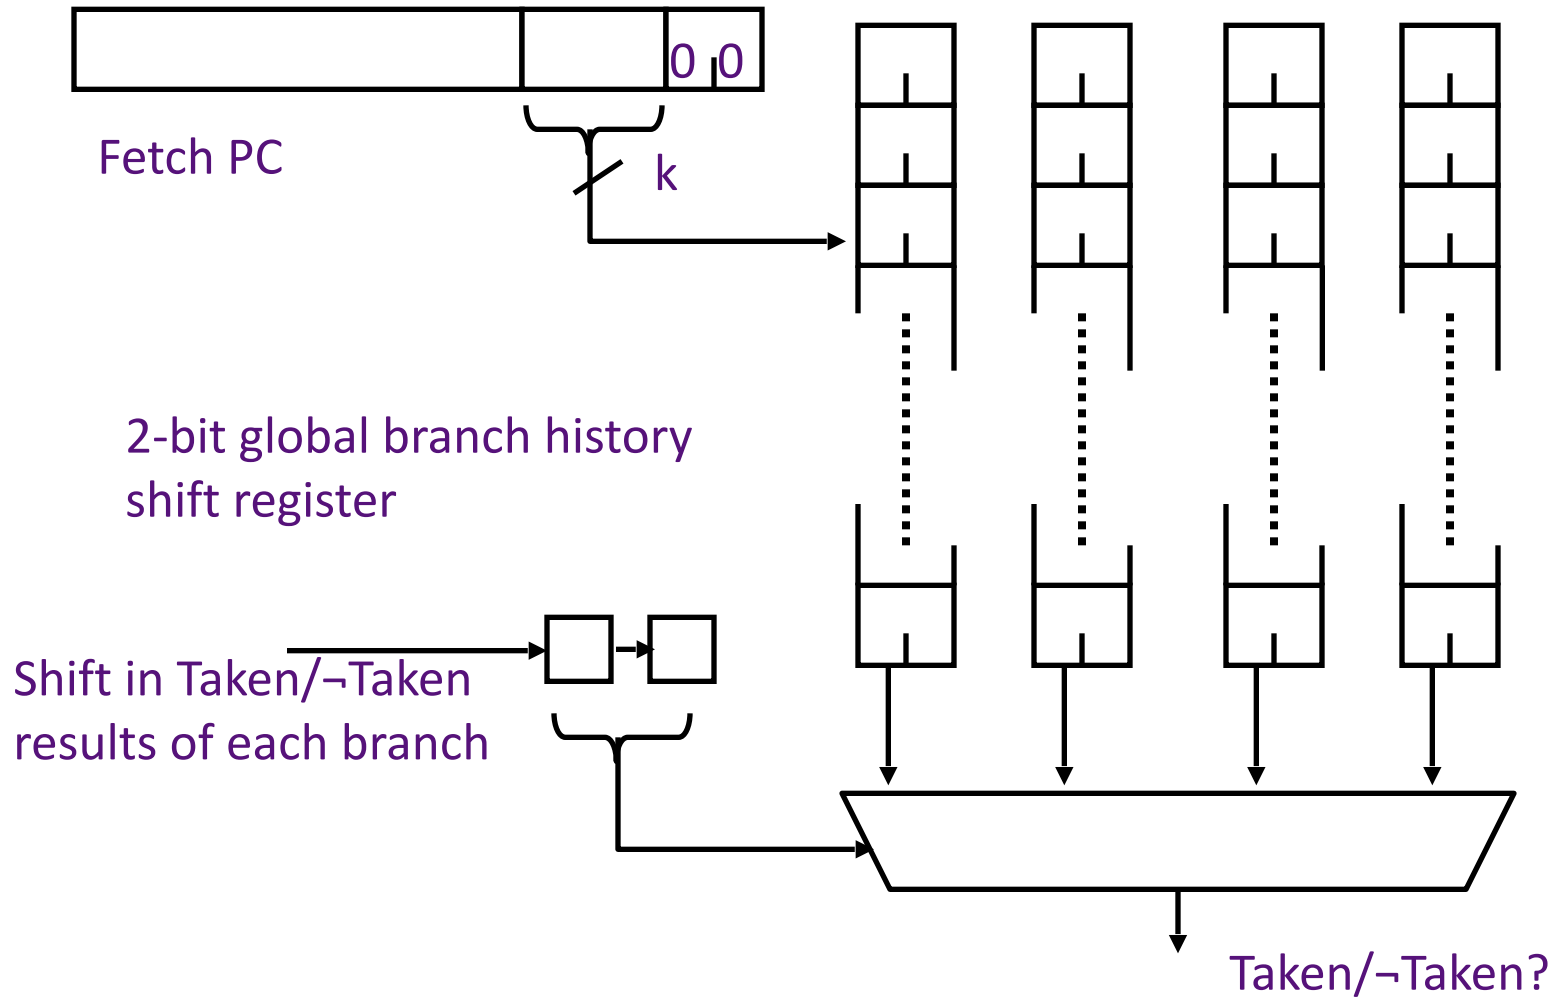 0 0
Fetch PC
k
2-bit global branch history
shift register
Shift in Taken/¬Taken
results of each branch
Taken/¬Taken?